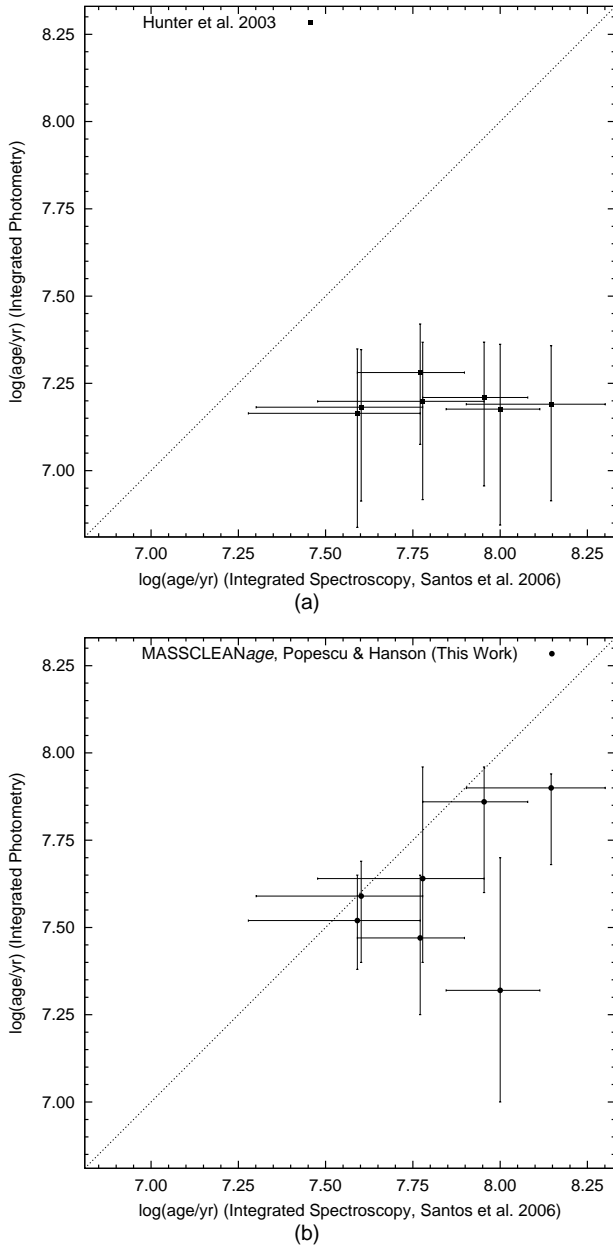 Hunter et al. 2003
8.25
8.00
7.75
7.50
7.25
7.00
log(age/yr) (Integrated Photometry)
7.00 7.25 7.50 7.75 8.00 8.25
log(age/yr) (Integrated Spectroscopy, Santos et al. 2006)
(a)
MASSCLEANage, Popescu & Hanson (This Work)
8.25
8.00
7.75
7.50
7.25
7.00
log(age/yr) (Integrated Photometry)
7.00 7.25 7.50 7.75 8.00 8.25
log(age/yr) (Integrated Spectroscopy, Santos et al. 2006)
(b)